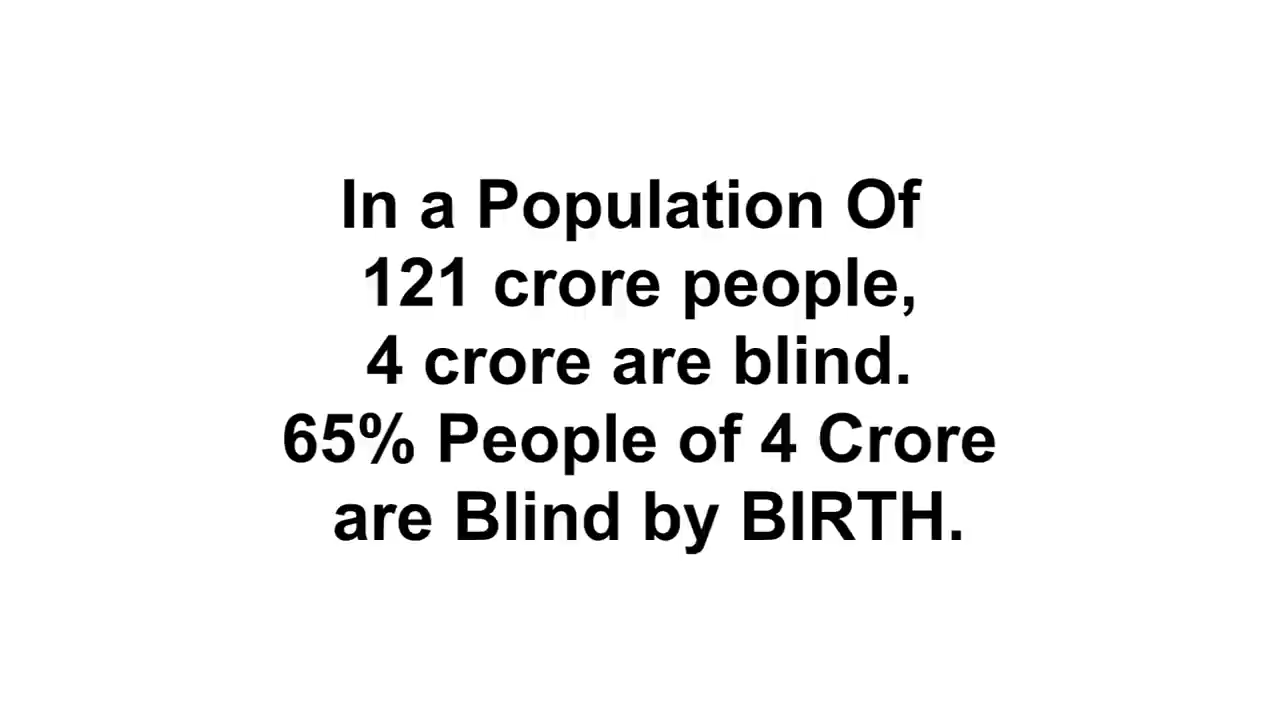 In a Population Of
121 crore people,
4 crore are blind.
65% People of 4 Crore
are Blind by BIRTH.